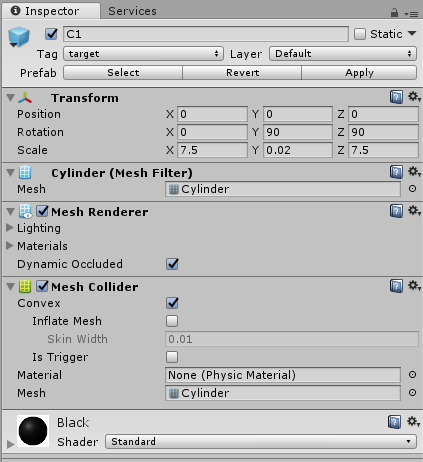 Inspector Services
C1 Static
Tag target Layer Default
Prefab Select Revert Apply
Transform
Position X 0 Y 0 Z 0
Rotation X 0 Y 90 Z 90
Scale X 7.5 Y 0.02 Z 7.5
Cylinder (Mesh Filter)
Mesh Cylinder
Mesh Renderer
Lighting
Materials
Dynamic Occluded
Mesh Collider
Convex
Inflate Mesh
Skin Width 0.01
Is Trigger
Material None (Physic Material)
Mesh Cylinder
Black
Shader Standard